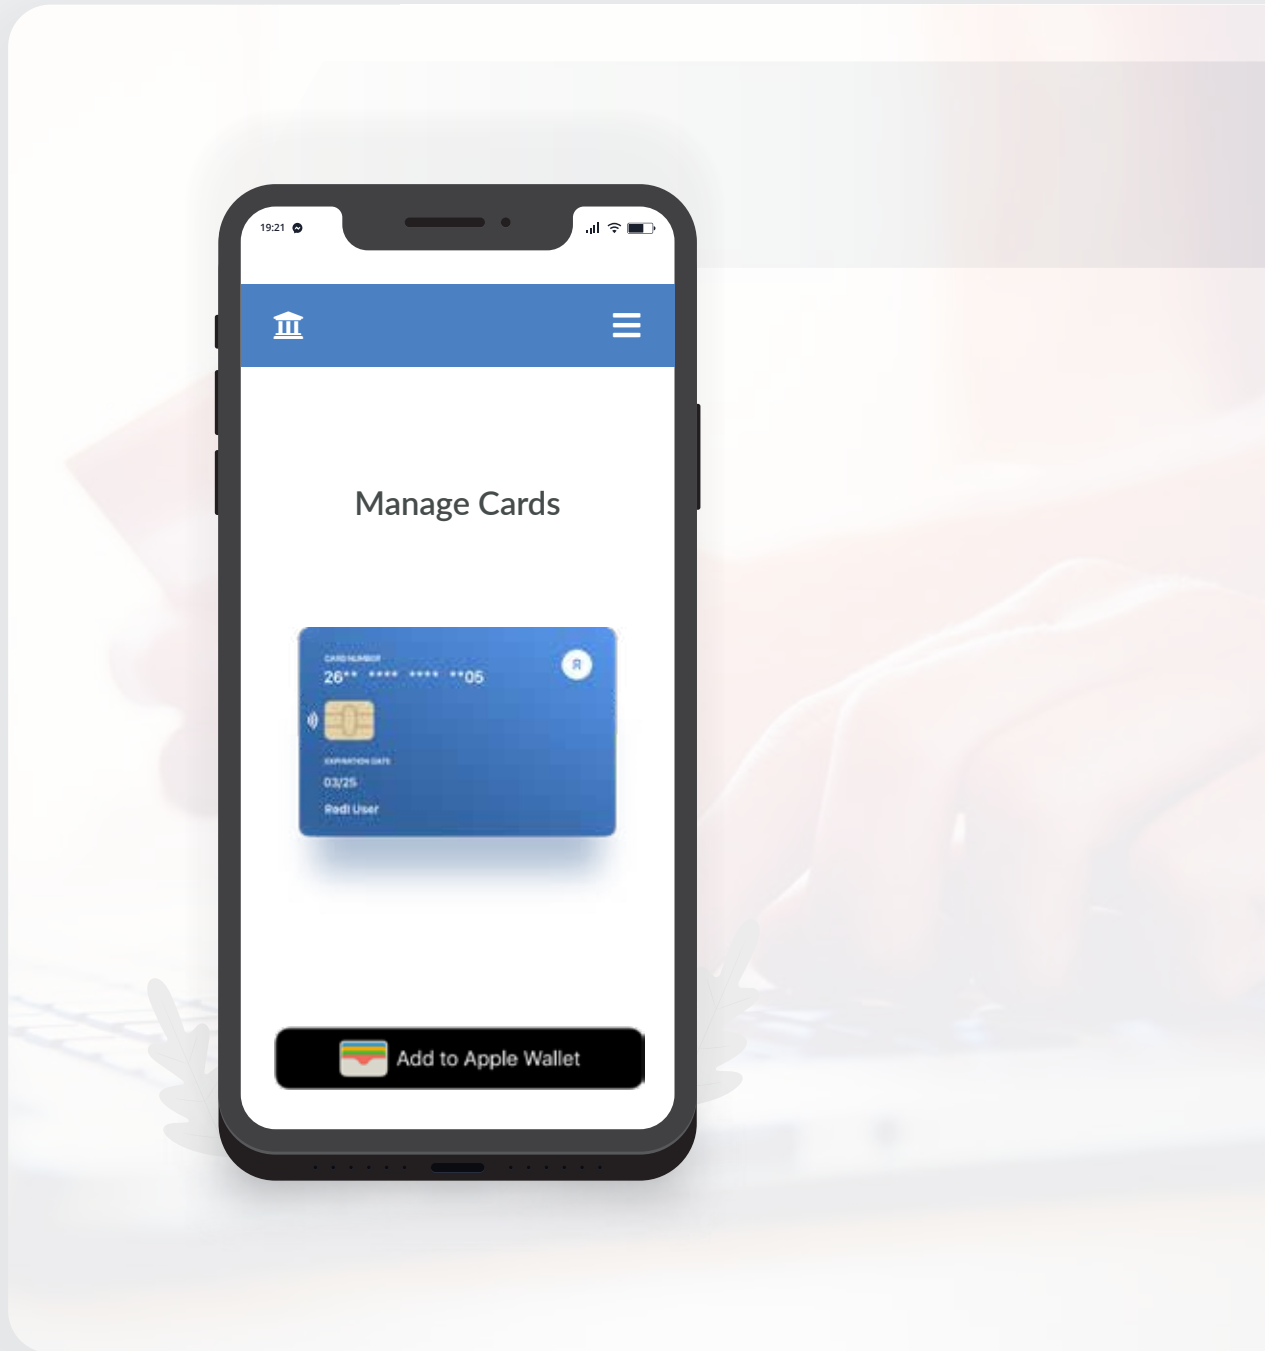 19:21
Manage Cards
CARD NUMBER
26** **** **** **05
R
EXPIRATION DATE
03/25
Redi User
Add to Apple Wallet